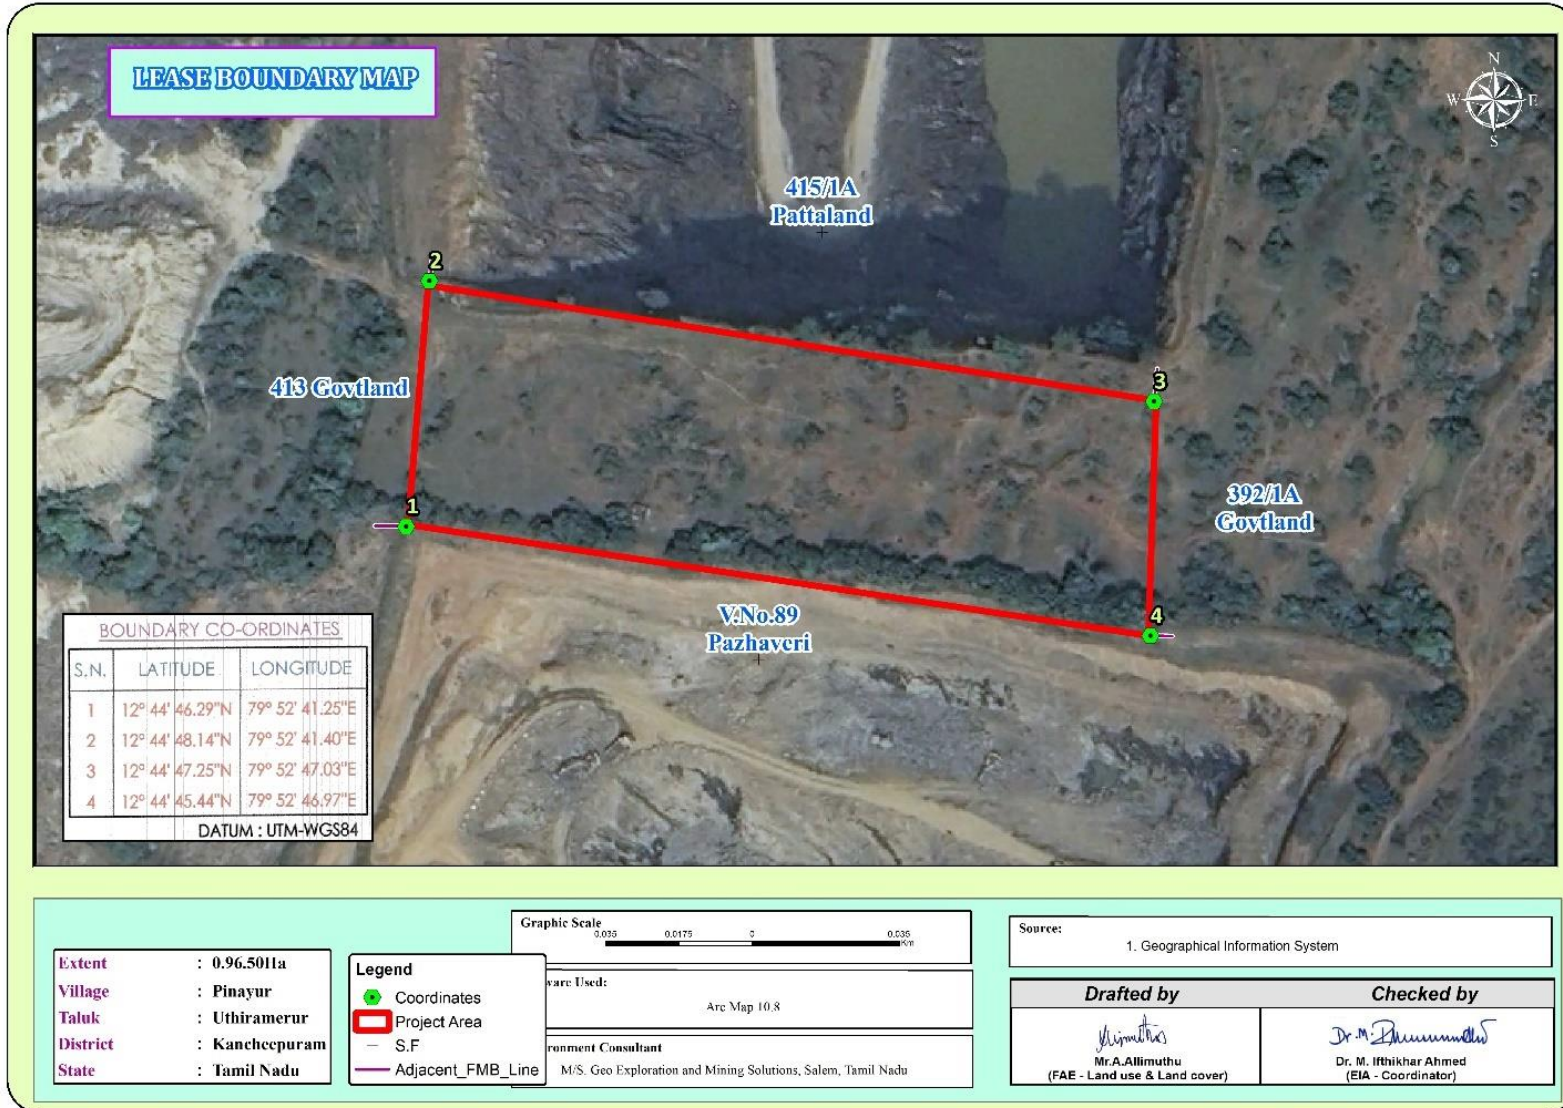 LEASE BOUNDARY MAP
N
W E
S
415/1A
Pattaland
2
413 Govtland
3
392/1A
Govtland
1
4
V.No.89
Pazhaveri
BOUNDARY CO-ORDINATES
S.N. LATITUDE LONGITUDE
1 12° 44' 46.29"N 79° 52' 41.25"E
2 12° 44' 48.14"N 79° 52' 41.40"E
3 12° 44' 47.25"N 79° 52' 47.03"E
4 12° 44' 45.44"N 79° 52' 46.97"E
DATUM : UTM-WGS84
Extent : 0.96.50Ha
Village : Pinayur
Taluk : Uthiramerur
District : Kancheepuram
State : Tamil Nadu
Legend
Coordinates
Project Area
S.F
Adjacent_FMB_Line
Graphic Scale
0.035 0.0175 0 0.035
Km
ware Used:
Arc Map 10.8
ronment Consultant
M/S. Geo Exploration and Mining Solutions, Salem, Tamil Nadu
Source:
1. Geographical Information System
Drafted by Checked by
Mr.A.Allimuthu
(FAE - Land use & Land cover)
Dr. M. Ifthikhar Ahmed
(EIA - Coordinator)